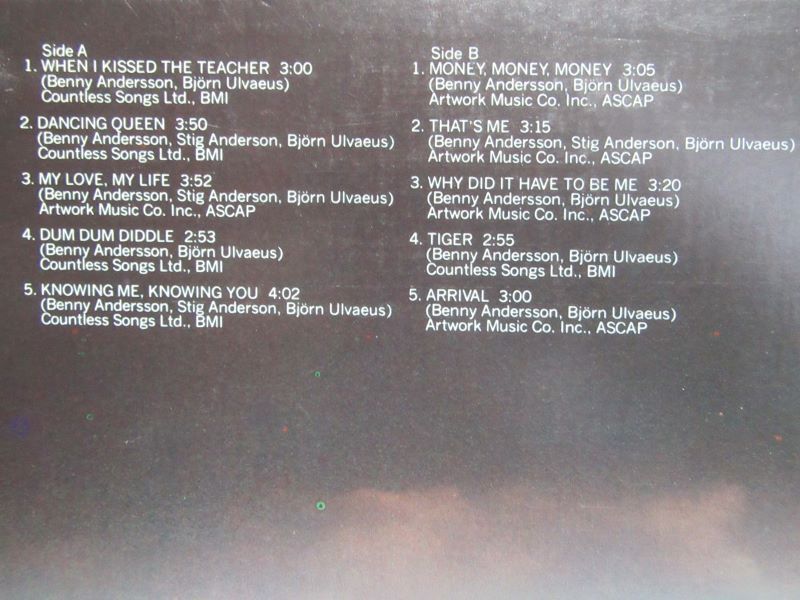 Side A
1. WHEN I KISSED THE TEACHER 3:00
(Benny Andersson, Björn Ulvaeus)
Countless Songs Ltd., BMI
2. DANCING QUEEN 3:50
(Benny Andersson, Stig Anderson, Björn Ulvaeus)
Countless Songs Ltd., BMI
3. MY LOVE, MY LIFE 3:52
(Benny Andersson, Stig Anderson, Björn Ulvaeus)
Artwork Music Co. Inc., ASCAP
4. DUM DUM DIDDLE 2:53
(Benny Andersson, Björn Ulvaeus)
Countless Songs Ltd., BMI
5. KNOWING ME, KNOWING YOU 4:02
(Benny Andersson, Stig Anderson, Björn Ulvaeus)
Countless Songs Ltd., BMI
Side B
1. MONEY, MONEY, MONEY 3:05
(Benny Andersson, Björn Ulvaeus)
Artwork Music Co. Inc., ASCAP
2. THAT'S ME 3:15
(Benny Andersson, Stig Anderson, Björn Ulvaeus)
Artwork Music Co. Inc., ASCAP
3. WHY DID IT HAVE TO BE ME 3:20
(Benny Andersson, Björn Ulvaeus)
Artwork Music Co. Inc., ASCAP
4. TIGER 2:55
(Benny Andersson, Björn Ulvaeus)
Countless Songs Ltd., BMI
5. ARRIVAL 3:00
(Benny Andersson, Björn Ulvaeus)
Artwork Music Co. Inc., ASCAP